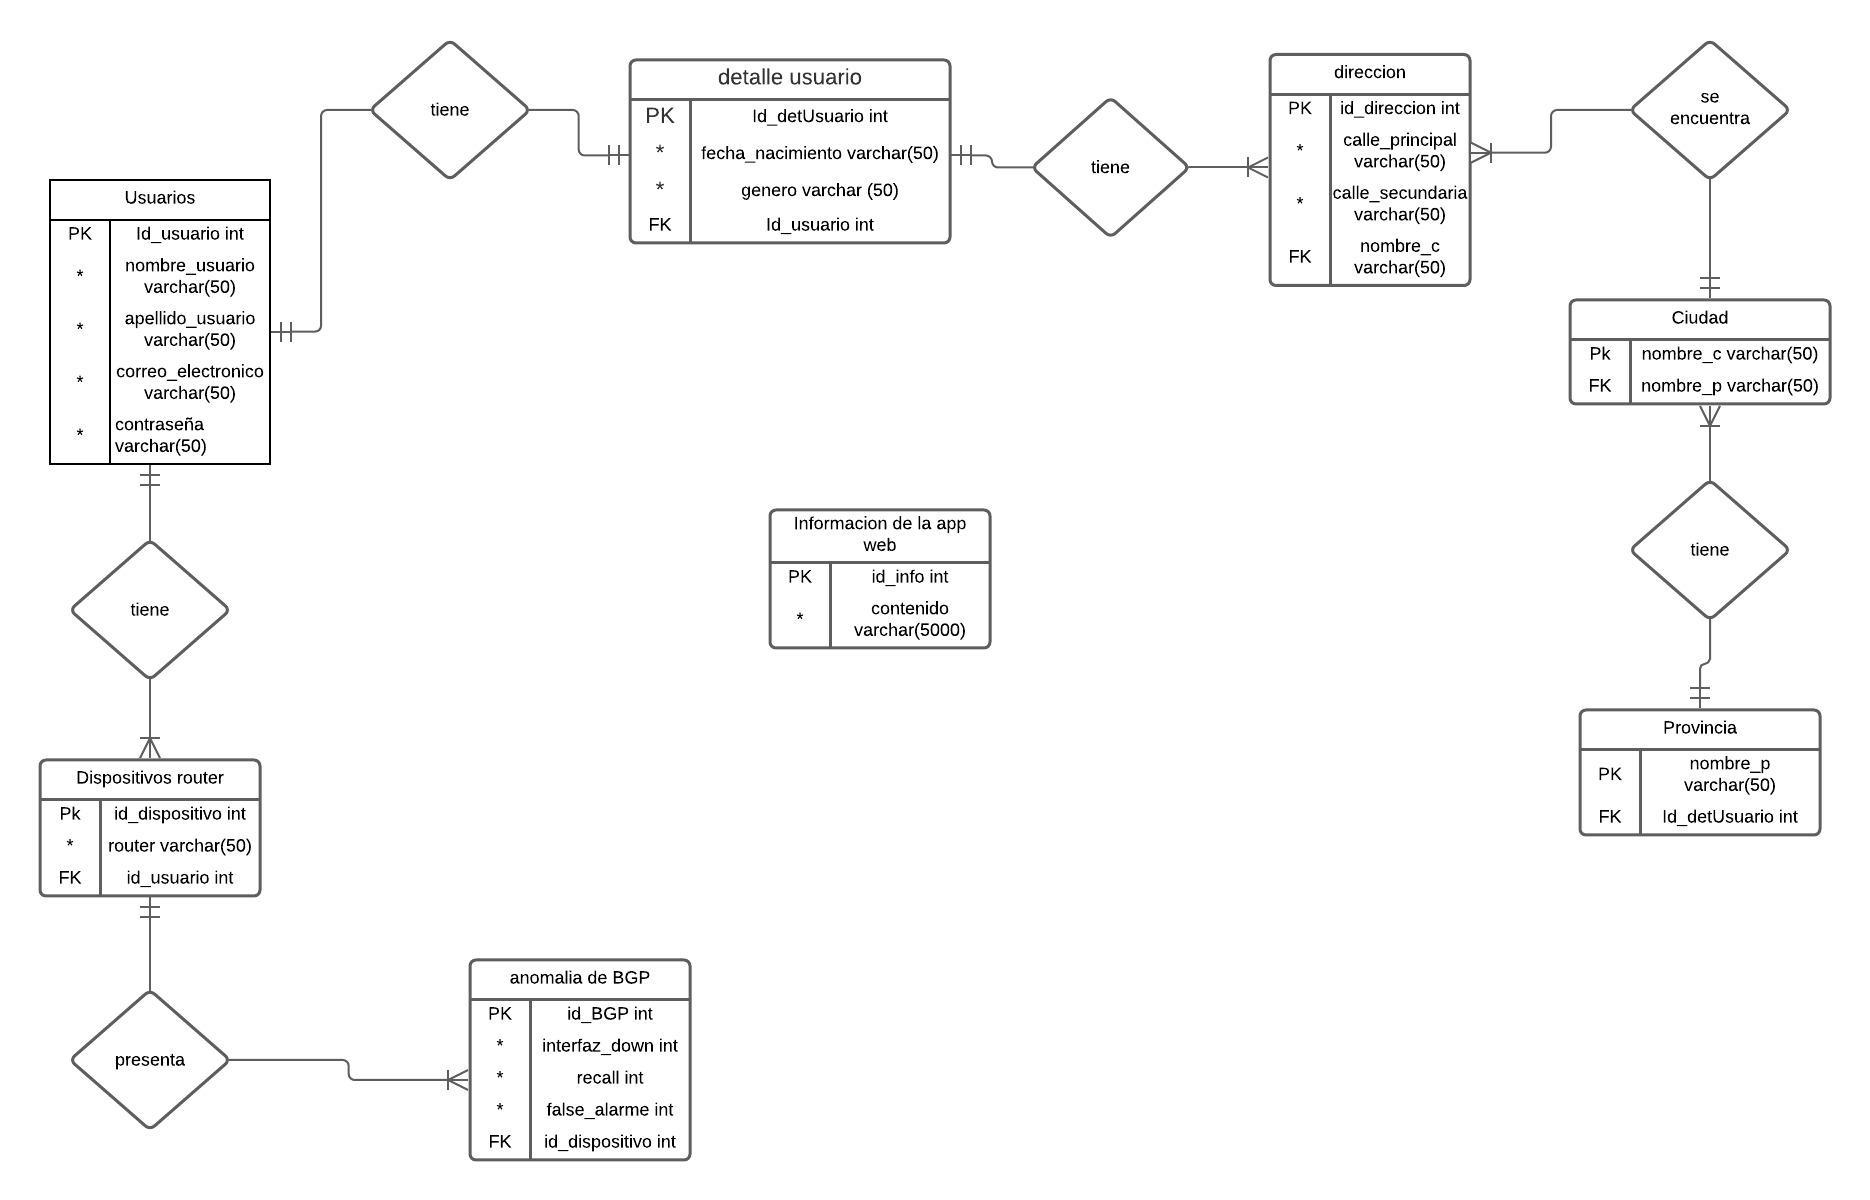 tiene
detalle usuario
PK Id_detUsuario int
* fecha_nacimiento varchar(50)
* genero varchar (50)
FK Id_usuario int
tiene
direccion
PK id_direccion int
* calle_principal
varchar(50)
* calle_secundaria
varchar(50)
FK nombre_c
varchar(50)
se
encuentra
Usuarios
PK Id_usuario int
* nombre_usuario
varchar(50)
* apellido_usuario
varchar(50)
* correo_electronico
varchar(50)
* contraseña
varchar(50)
Ciudad
Pk nombre_c varchar(50)
FK nombre_p varchar(50)
tiene
Informacion de la app
web
PK id_info int
* contenido
varchar(5000)
tiene
Provincia
PK nombre_p
varchar(50)
FK Id_detUsuario int
Dispositivos router
Pk id_dispositivo int
* router varchar(50)
FK id_usuario int
presenta
anomalia de BGP
PK id_BGP int
* interfaz_down int
* recall int
* false_alarme int
FK id_dispositivo int